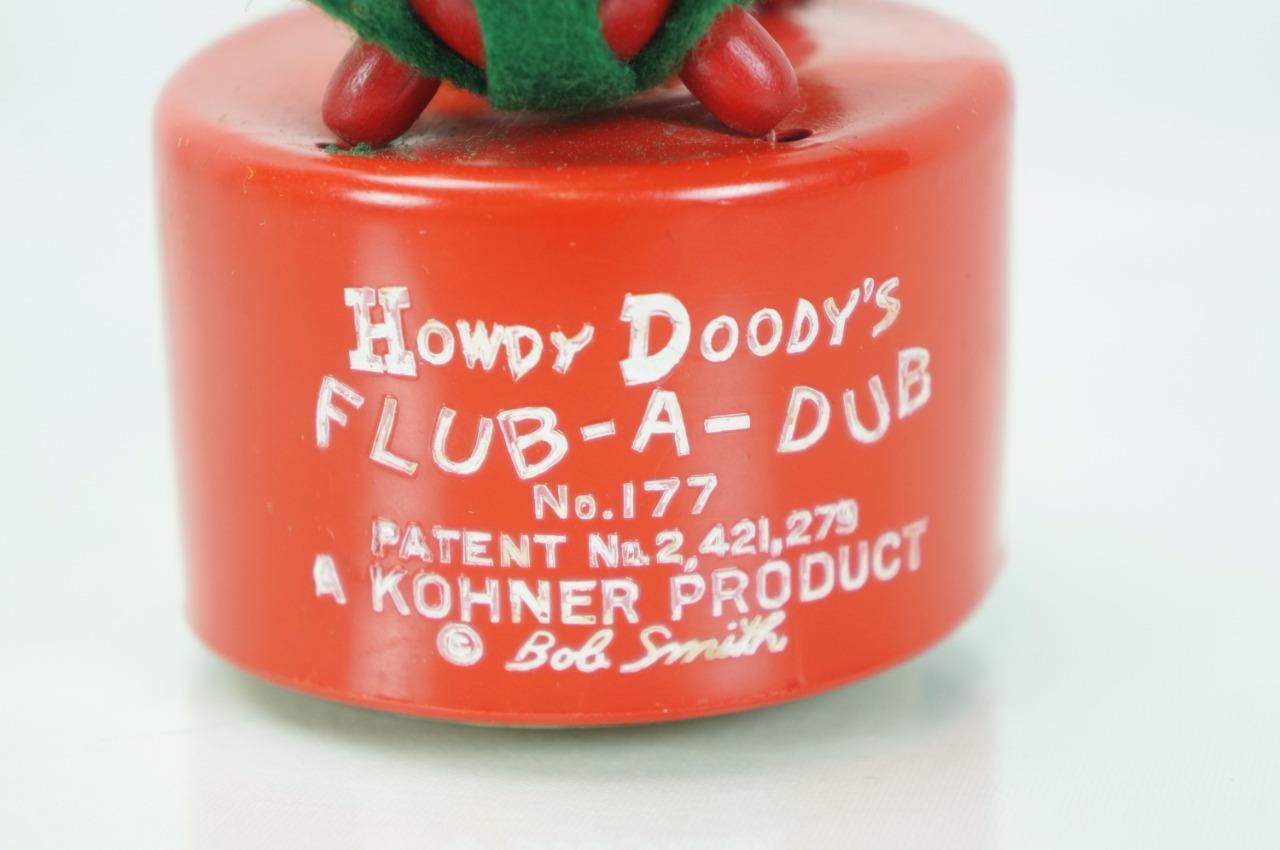 HOWDY DOODY'S
FLUB-A-DUB
No. 177
PATENT No. 2,421,279
A KOHNER PRODUCT
© Bob Smith